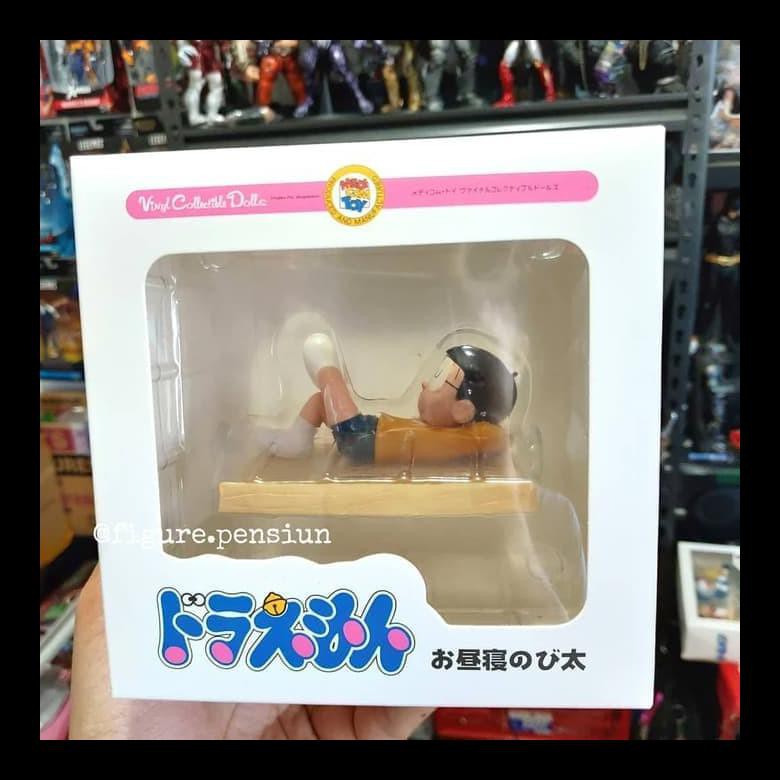 Vinyl Collectible Dolls
MEDICOM TOY
メディコム・トイ ヴァイナルコレクティブルドールズ
@figure.pensiun
ドラえもん
お昼寝のび太